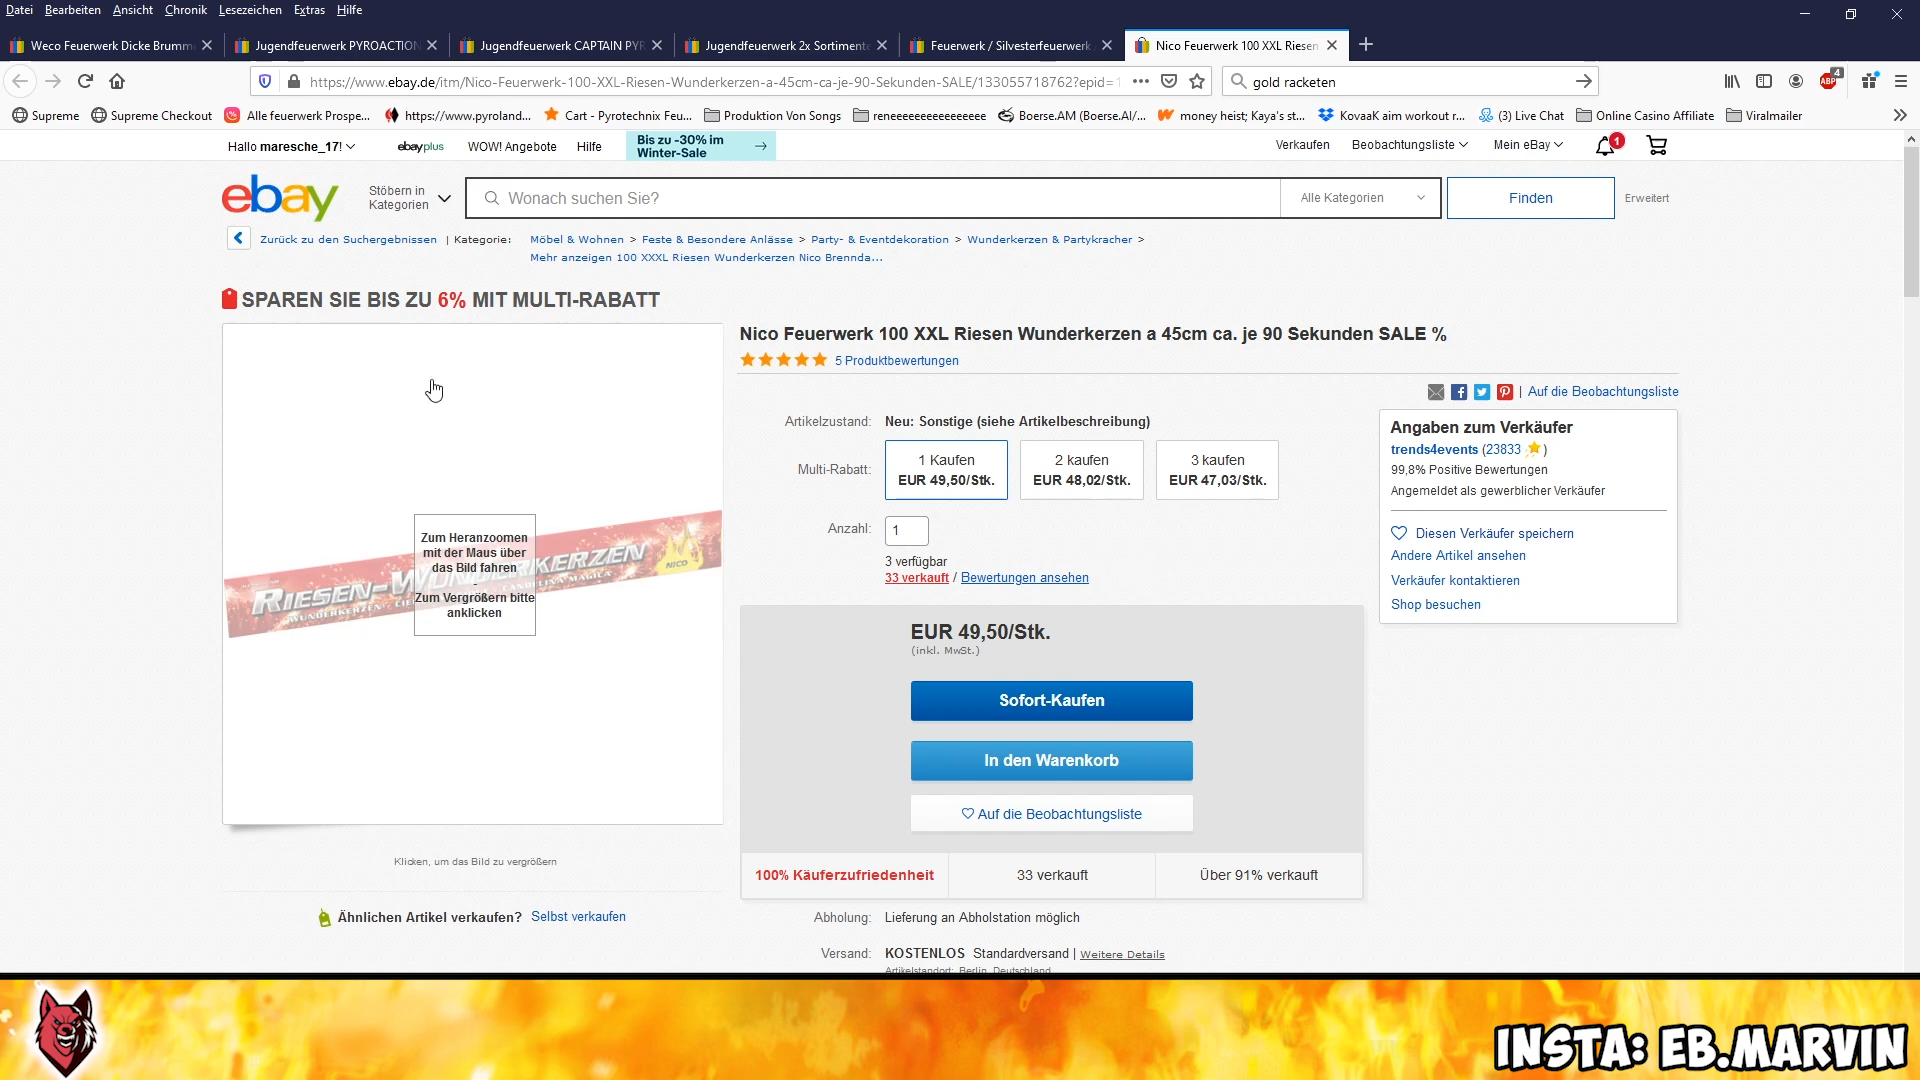 Datei Bearbeiten Ansicht Chronik Lesezeichen Extras Hilfe
Weco Feuerwerk Dicke Brumm
Jugendfeuerwerk PYROACTION
Jugendfeuerwerk CAPTAIN PYR
Jugendfeuerwerk 2x Sortimente
Feuerwerk / Silvesterfeuerwerk
Nico Feuerwerk 100 XXL Riesen
https://www.ebay.de/itm/Nico-Feuerwerk-100-XXL-Riesen-Wunderkerzen-a-45cm-ca-je-90-Sekunden-SALE/133055718762?epid=1
gold racketen
ABP
4
Supreme
Supreme Checkout
Alle feuerwerk Prospe...
https://www.pyroland...
Cart - Pyrotechnix Feu...
Produktion Von Songs
reneeeeeeeeeeeeeee
Boerse.AM (Boerse.AI/...
money heist; Kaya's st...
KovaaK aim workout r...
(3) Live Chat
Online Casino Affiliate
Viralmailer
Hallo maresche_17!
ebayplus
WOW! Angebote
Hilfe
Bis zu -30% im
Winter-Sale
Verkaufen
Beobachtungsliste
Mein eBay
1
ebay
Stöbern in
Kategorien
Wonach suchen Sie?
Alle Kategorien
Finden
Erweitert
Zurück zu den Suchergebnissen | Kategorie: Möbel & Wohnen > Feste & Besondere Anlässe > Party- & Eventdekoration > Wunderkerzen & Partykracher >
Mehr anzeigen 100 XXXL Riesen Wunderkerzen Nico Brennda...
SPAREN SIE BIS ZU 6% MIT MULTI-RABATT
Nico Feuerwerk 100 XXL Riesen Wunderkerzen a 45cm ca. je 90 Sekunden SALE %
5 Produktbewertungen
| Auf die Beobachtungsliste
Artikelzustand: Neu: Sonstige (siehe Artikelbeschreibung)
Multi-Rabatt:
1 Kaufen
EUR 49,50/Stk.
2 kaufen
EUR 48,02/Stk.
3 kaufen
EUR 47,03/Stk.
Anzahl: 1
3 verfügbar
33 verkauft / Bewertungen ansehen
Angaben zum Verkäufer
trends4events (23833 )
99,8% Positive Bewertungen
Angemeldet als gewerblicher Verkäufer
Diesen Verkäufer speichern
Andere Artikel ansehen
Verkäufer kontaktieren
Shop besuchen
RIESEN-WUNDERKERZEN
NICO
Zum Heranzoomen
mit der Maus über
das Bild fahren
-
Zum Vergrößern bitte
anklicken
EUR 49,50/Stk.
(inkl. MwSt.)
Sofort-Kaufen
In den Warenkorb
Auf die Beobachtungsliste
100% Käuferzufriedenheit
33 verkauft
Über 91% verkauft
Klicken, um das Bild zu vergrößern
Ähnlichen Artikel verkaufen? Selbst verkaufen
Abholung: Lieferung an Abholstation möglich
Versand: KOSTENLOS Standardversand | Weitere Details
Artikelstandort: Berlin, Deutschland
INSTA: EB.MARVIN